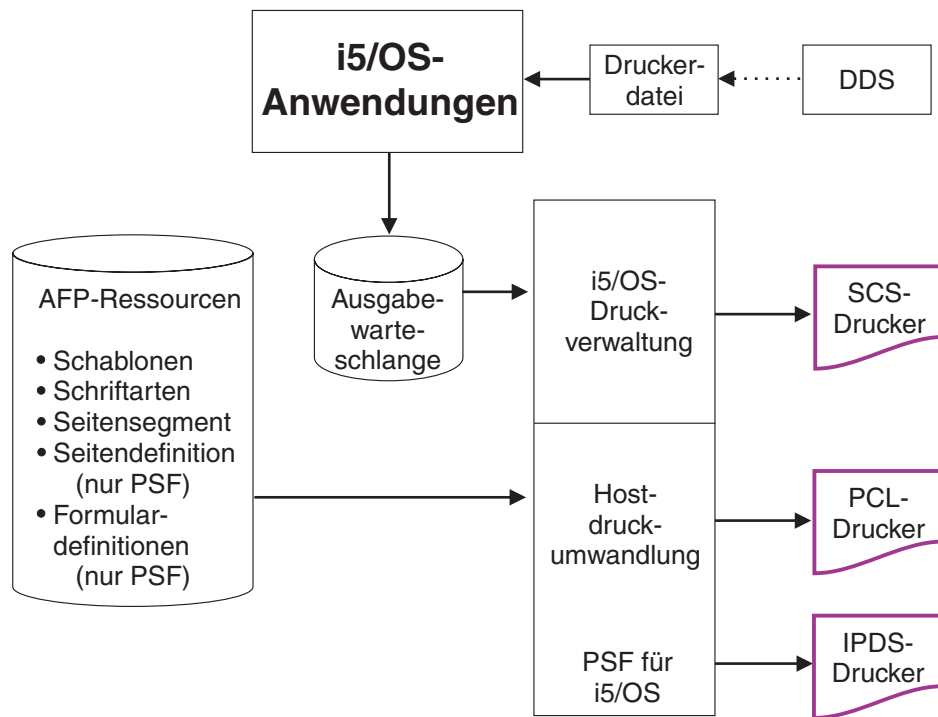 i5/OS-
Anwendungen
Drucker-
datei
DDS
AFP-Ressourcen
• Schablonen
• Schriftarten
• Seitensegment
• Seitendefinition
(nur PSF)
• Formular-
definitionen
(nur PSF)
Ausgabe-
warte-
schlange
i5/OS-
Druck-
verwaltung
Host-
druck-
umwandlung
PSF für
i5/OS
SCS-
Drucker
PCL-
Drucker
IPDS-
Drucker